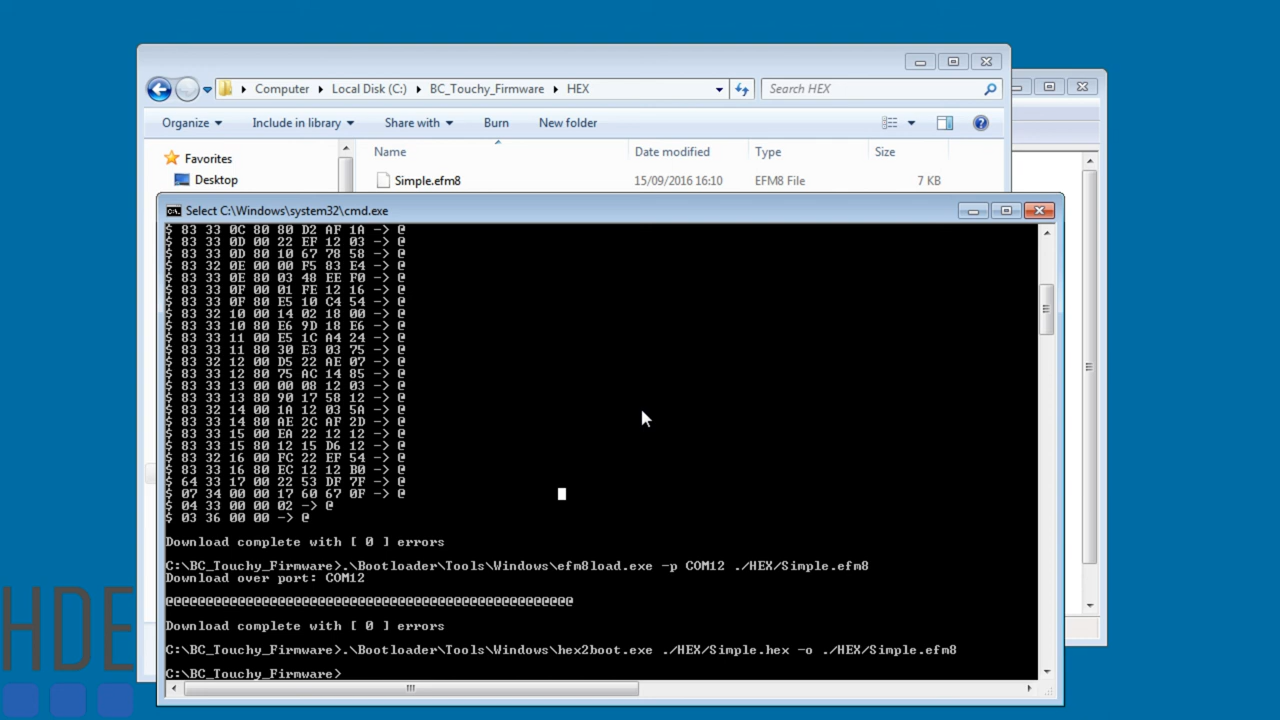 Computer Local Disk (C:) BC_Touchy_Firmware HEX
Search HEX
Organize Include in library Share with Burn New folder
Favorites
Desktop
Name Date modified Type Size
Simple.efm8 15/09/2016 16:10 EFM8 File 7 KB
Select C:\Windows\system32\cmd.exe
$ 83 33 0C 80 80 D2 AF 1A -> @
$ 83 33 0D 00 22 EF 12 03 -> @
$ 83 33 0D 80 10 67 78 58 -> @
$ 83 32 0E 00 00 F5 83 E4 -> @
$ 83 33 0E 80 03 48 EE F0 -> @
$ 83 33 0F 00 01 FE 12 16 -> @
$ 83 33 0F 80 E5 10 C4 54 -> @
$ 83 32 10 00 14 02 18 00 -> @
$ 83 33 10 80 E6 9D 18 E6 -> @
$ 83 33 11 00 E5 1C A4 24 -> @
$ 83 33 11 80 30 E3 03 75 -> @
$ 83 32 12 00 D5 22 AE 07 -> @
$ 83 33 12 80 75 AC 14 85 -> @
$ 83 33 13 00 00 08 12 03 -> @
$ 83 33 13 80 90 17 58 12 -> @
$ 83 32 14 00 1A 12 03 5A -> @
$ 83 33 14 80 AE 2C AF 2D -> @
$ 83 33 15 00 EA 22 12 12 -> @
$ 83 33 15 80 12 15 D6 12 -> @
$ 83 32 16 00 FC 22 EF 54 -> @
$ 83 33 16 80 EC 12 12 B0 -> @
$ 64 33 17 00 22 53 DF 7F -> @
$ 07 34 00 00 17 60 67 0F -> @
$ 04 33 00 00 02 -> @
$ 03 36 00 00 -> @
Download complete with [ 0 ] errors
C:\BC_Touchy_Firmware>.\Bootloader\Tools\Windows\efm8load.exe -p COM12 ./HEX/Simple.efm8
Download over port: COM12
@@@@@@@@@@@@@@@@@@@@@@@@@@@@@@@@@@@@@@@@@@@@@@@@@@@
Download complete with [ 0 ] errors
C:\BC_Touchy_Firmware>.\Bootloader\Tools\Windows\hex2boot.exe ./HEX/Simple.hex -o ./HEX/Simple.efm8
C:\BC_Touchy_Firmware>
HDE